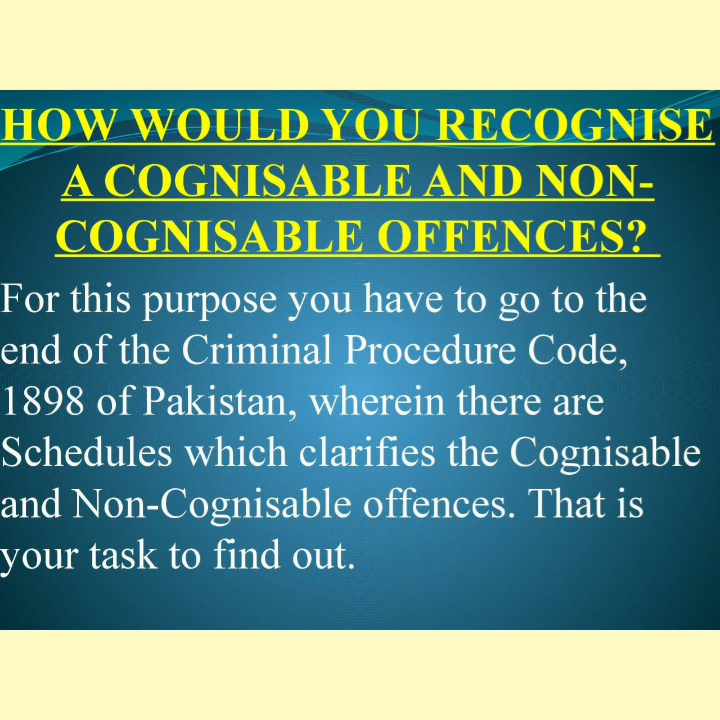 HOW WOULD YOU RECOGNISE
A COGNISABLE AND NON-
COGNISABLE OFFENCES?
For this purpose you have to go to the
end of the Criminal Procedure Code,
1898 of Pakistan, wherein there are
Schedules which clarifies the Cognisable
and Non-Cognisable offences. That is
your task to find out.